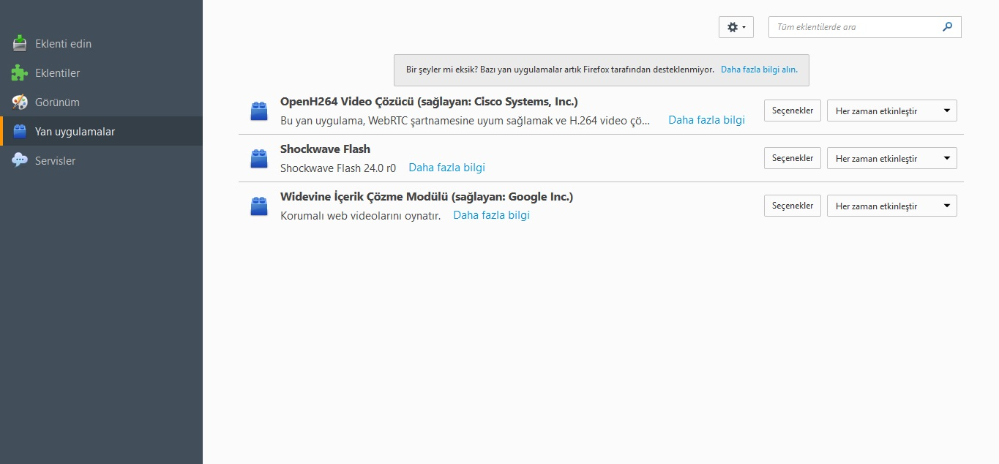 Eklenti edin
Eklentiler
Görünüm
Yan uygulamalar
Servisler
Tüm eklentilerde ara
Bir şeyler mi eksik? Bazı yan uygulamalar artık Firefox tarafından desteklenmiyor. Daha fazla bilgi alın.
OpenH264 Video Çözücü (sağlayan: Cisco Systems, Inc.)
Bu yan uygulama, WebRTC şartnamesine uyum sağlamak ve H.264 video çö... Daha fazla bilgi
Seçenekler
Her zaman etkinleştir
Shockwave Flash
Shockwave Flash 24.0 r0 Daha fazla bilgi
Seçenekler
Her zaman etkinleştir
Widevine İçerik Çözme Modülü (sağlayan: Google Inc.)
Korumalı web videolarını oynatır. Daha fazla bilgi
Seçenekler
Her zaman etkinleştir